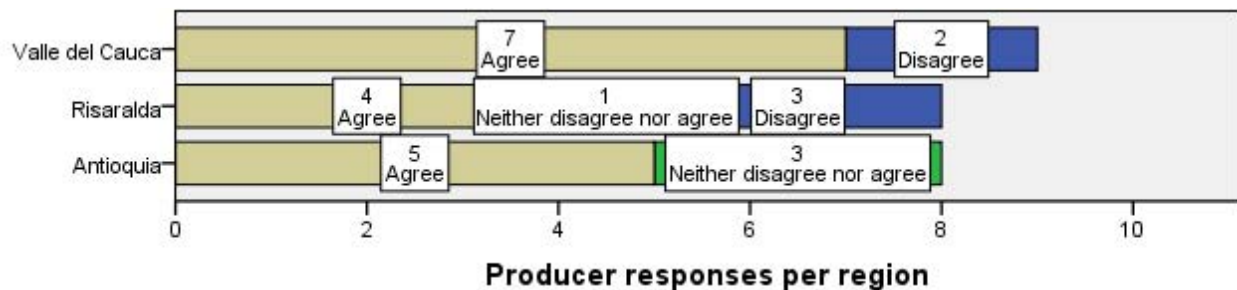 Valle del Cauca
7
Agree
2
Disagree
Risaralda
4
Agree
1
Neither disagree nor agree
3
Disagree
Antioquia
5
Agree
3
Neither disagree nor agree
0 2 4 6 8 10
Producer responses per region